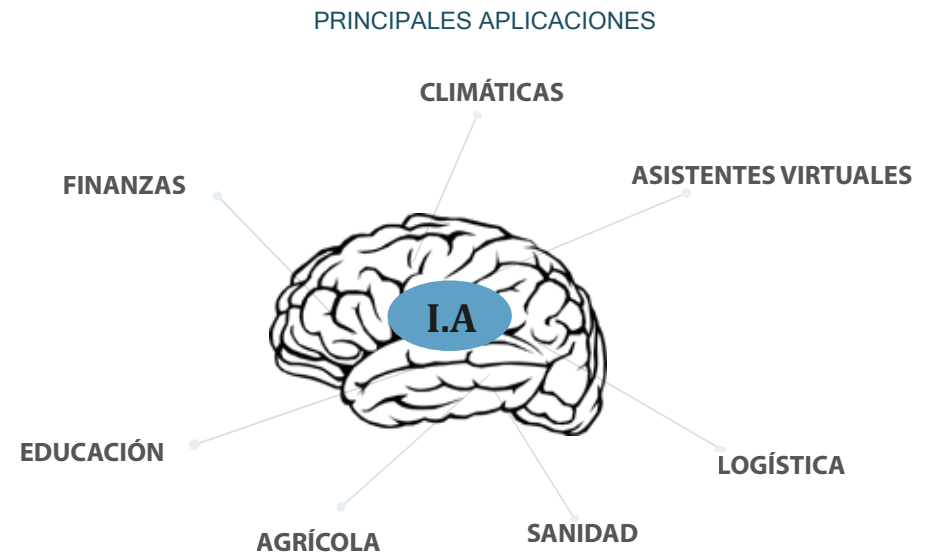 PRINCIPALES APLICACIONES
CLIMÁTICAS
FINANZAS
ASISTENTES VIRTUALES
I.A
EDUCACIÓN
LOGÍSTICA
AGRÍCOLA
SANIDAD